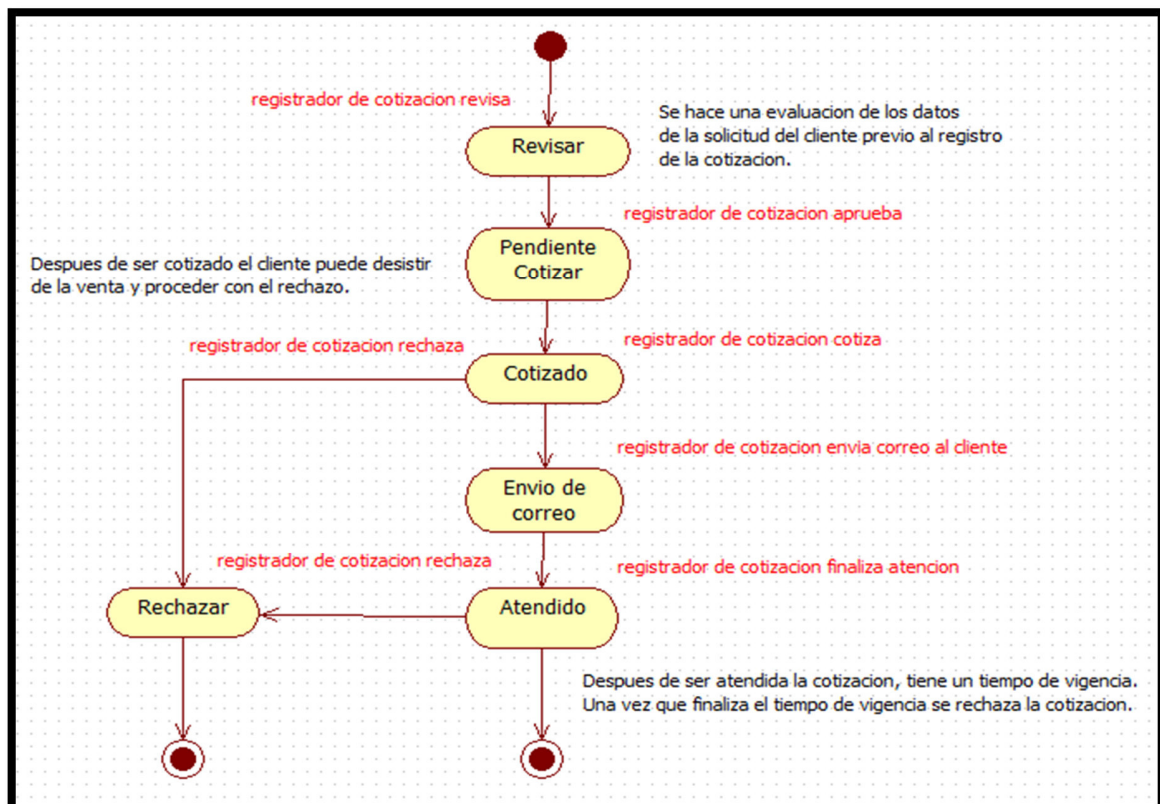 registrador de cotizacion revisa
Se hace una evaluacion de los datos
de la solicitud del cliente previo al registro
de la cotizacion.
Revisar
registrador de cotizacion aprueba
Pendiente
Cotizar
Despues de ser cotizado el cliente puede desistir
de la venta y proceder con el rechazo.
registrador de cotizacion rechaza
registrador de cotizacion cotiza
Cotizado
registrador de cotizacion envia correo al cliente
Envio de
correo
registrador de cotizacion rechaza
registrador de cotizacion finaliza atencion
Rechazar
Atendido
Despues de ser atendida la cotizacion, tiene un tiempo de vigencia.
Una vez que finaliza el tiempo de vigencia se rechaza la cotizacion.